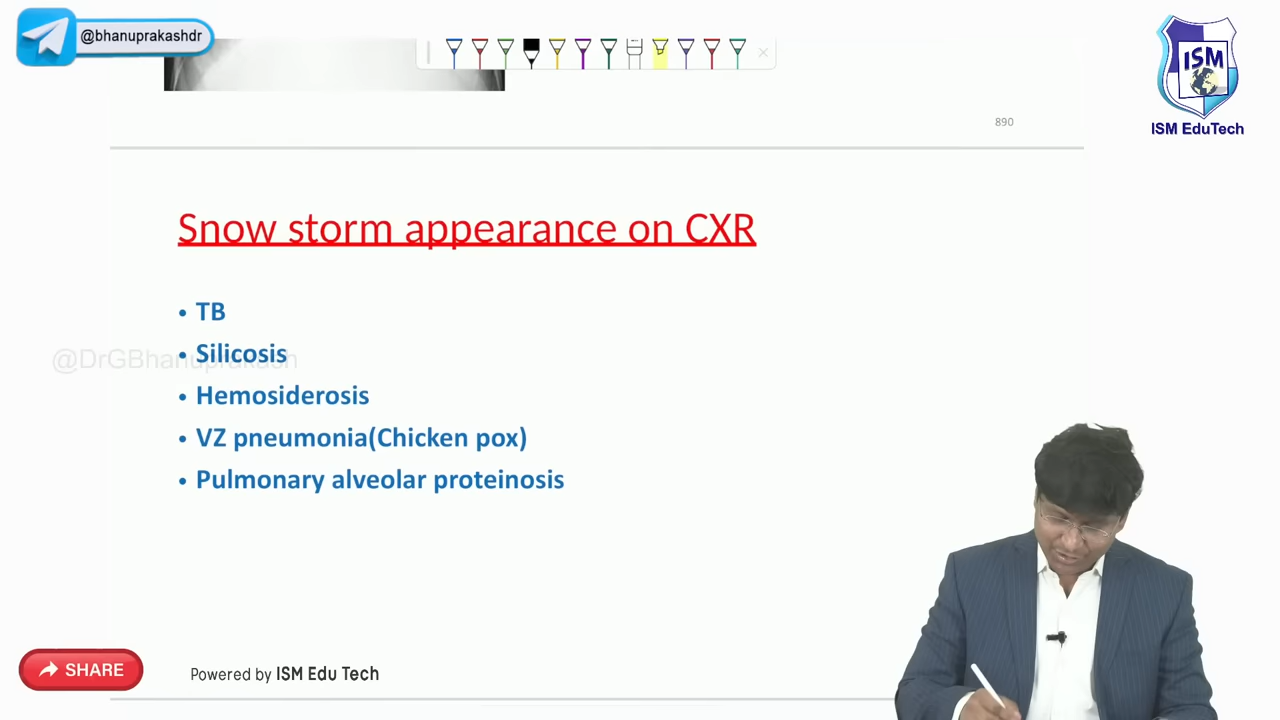 @bhanuprakashdr
ISM
ISM EduTech
890
Snow storm appearance on CXR
• TB
@DrGBhanuprakash
• Silicosis
• Hemosiderosis
• VZ pneumonia(Chicken pox)
• Pulmonary alveolar proteinosis
SHARE
Powered by ISM Edu Tech